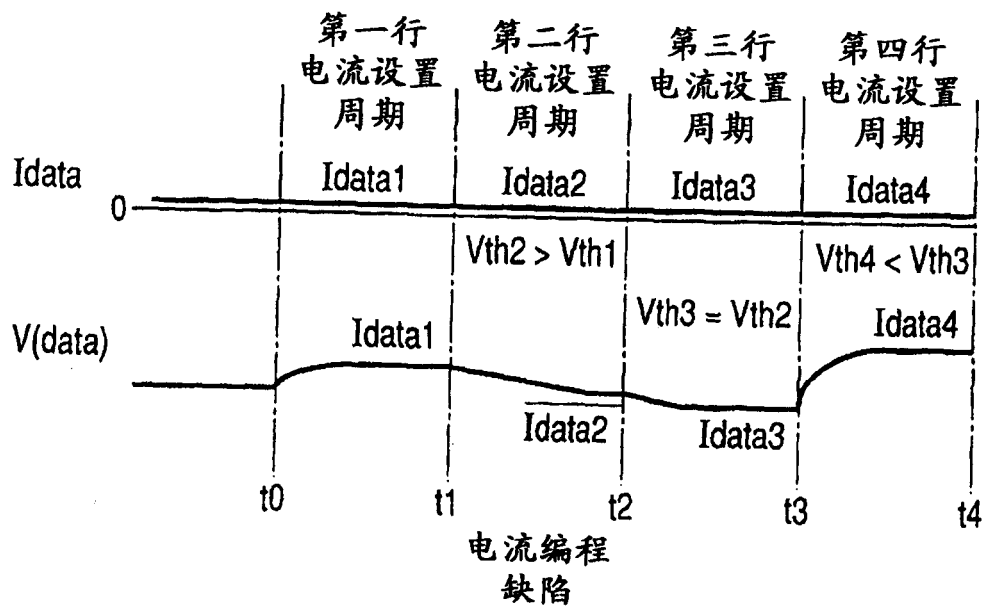 第一行
电流设置
周期
第二行
电流设置
周期
第三行
电流设置
周期
第四行
电流设置
周期
Idata
0
Idata1
Idata2
Idata3
Idata4
Vth2 > Vth1
Vth4 < Vth3
Vth3 = Vth2
V(data)
Idata1
Idata4
Idata2
Idata3
t0
t1
t2
t3
t4
电流编程
缺陷